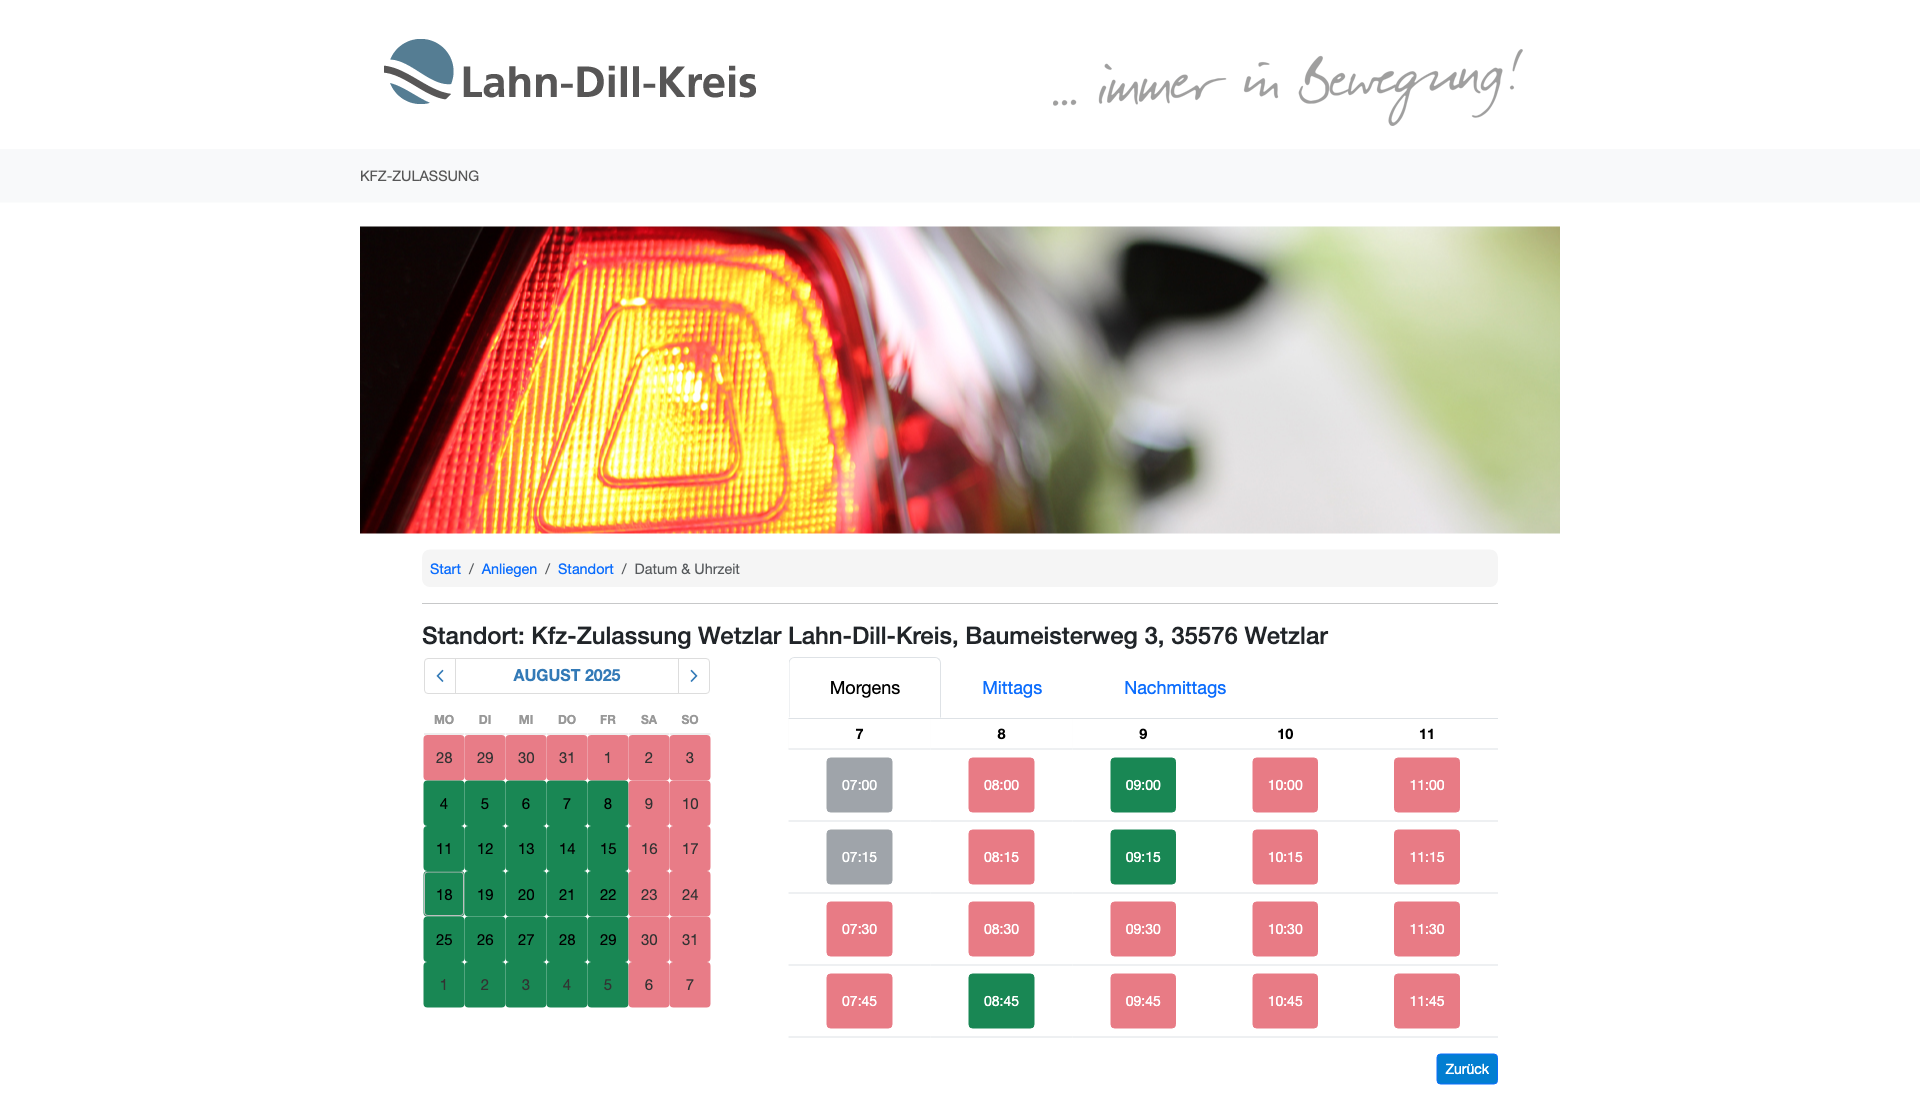 Lahn-Dill-Kreis
... immer in Bewegung!
KFZ-ZULASSUNG
Start / Anliegen / Standort / Datum & Uhrzeit
Standort: Kfz-Zulassung Wetzlar Lahn-Dill-Kreis, Baumeisterweg 3, 35576 Wetzlar
AUGUST 2025
MO DI MI DO FR SA SO
28 29 30 31 1 2 3
4 5 6 7 8 9 10
11 12 13 14 15 16 17
18 19 20 21 22 23 24
25 26 27 28 29 30 31
1 2 3 4 5 6 7
Morgens Mittags Nachmittags
7 8 9 10 11
07:00 08:00 09:00 10:00 11:00
07:15 08:15 09:15 10:15 11:15
07:30 08:30 09:30 10:30 11:30
07:45 08:45 09:45 10:45 11:45
Zurück